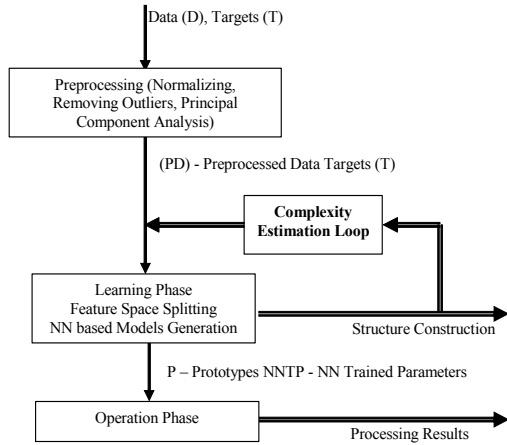 Data (D), Targets (T)
Preprocessing (Normalizing,
Removing Outliers, Principal
Component Analysis)
(PD) - Preprocessed Data Targets (T)
Complexity
Estimation Loop
Learning Phase
Feature Space Splitting
NN based Models Generation
Structure Construction
P – Prototypes NNTP - NN Trained Parameters
Operation Phase
Processing Results